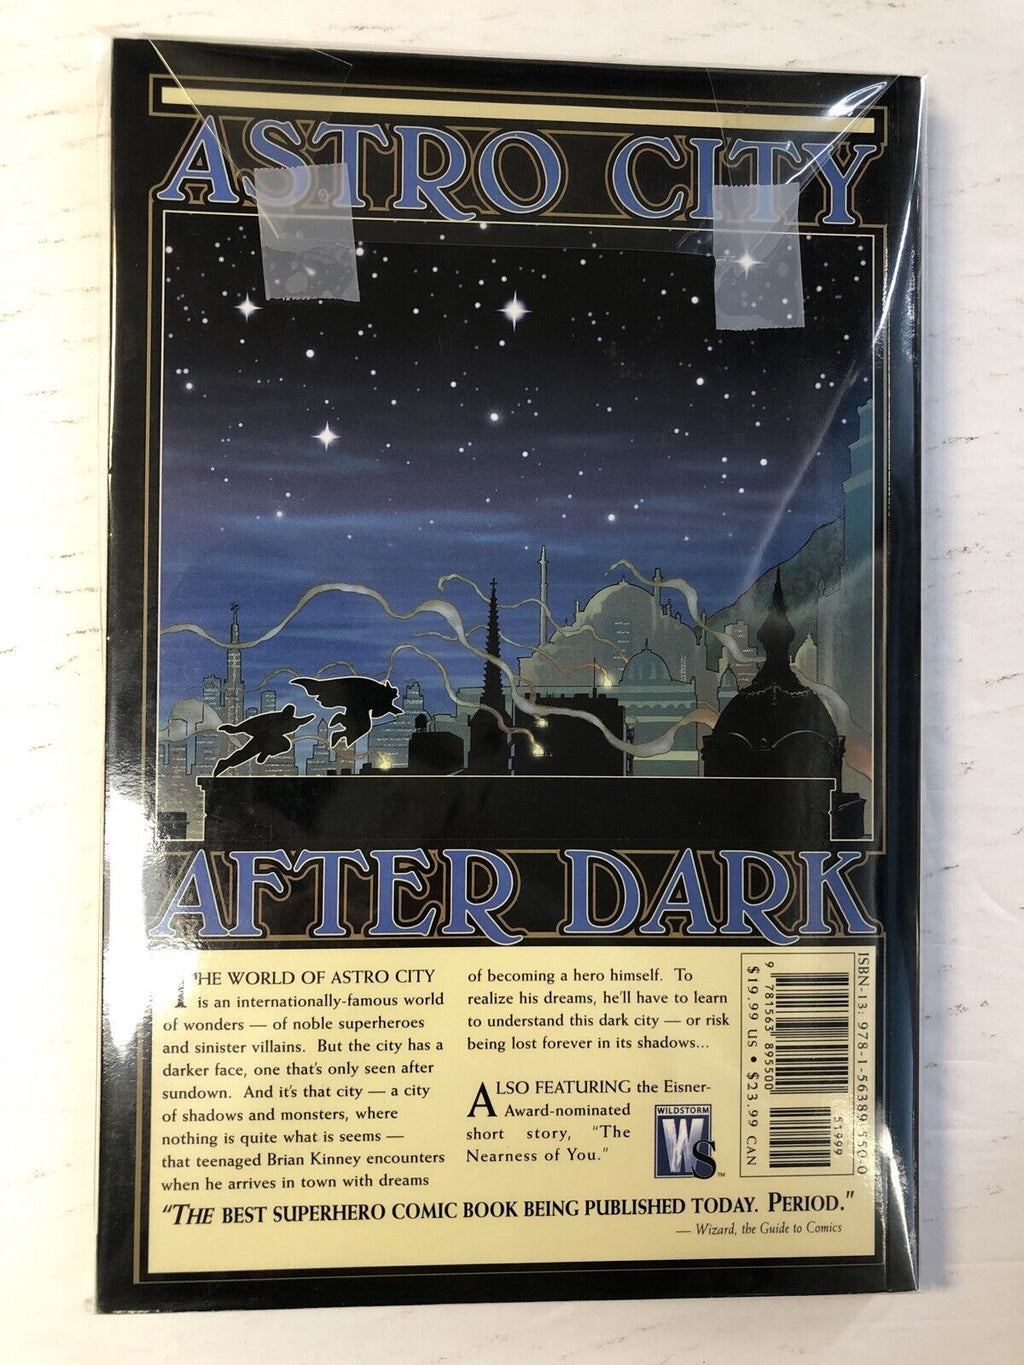 ASTRO CITY
AFTER DARK
THE WORLD OF ASTRO CITY
is an internationally-famous world
of wonders — of noble superheroes
and sinister villains. But the city has a
darker face, one that's only seen after
sundown. And it's that city — a city
of shadows and monsters, where
nothing is quite what is seems —
that teenaged Brian Kinney encounters
when he arrives in town with dreams
of becoming a hero himself. To
realize his dreams, he'll have to learn
to understand this dark city — or risk
being lost forever in its shadows...
ALSO FEATURING the Eisner-
Award-nominated
short story, "The
Nearness of You."
WILDSTORM
WS
TM
ISBN-13: 978-1-56389-550-0
9 781563 895500
51999
$19.99 US • $23.99 CAN
"THE BEST SUPERHERO COMIC BOOK BEING PUBLISHED TODAY. PERIOD."
— Wizard, the Guide to Comics